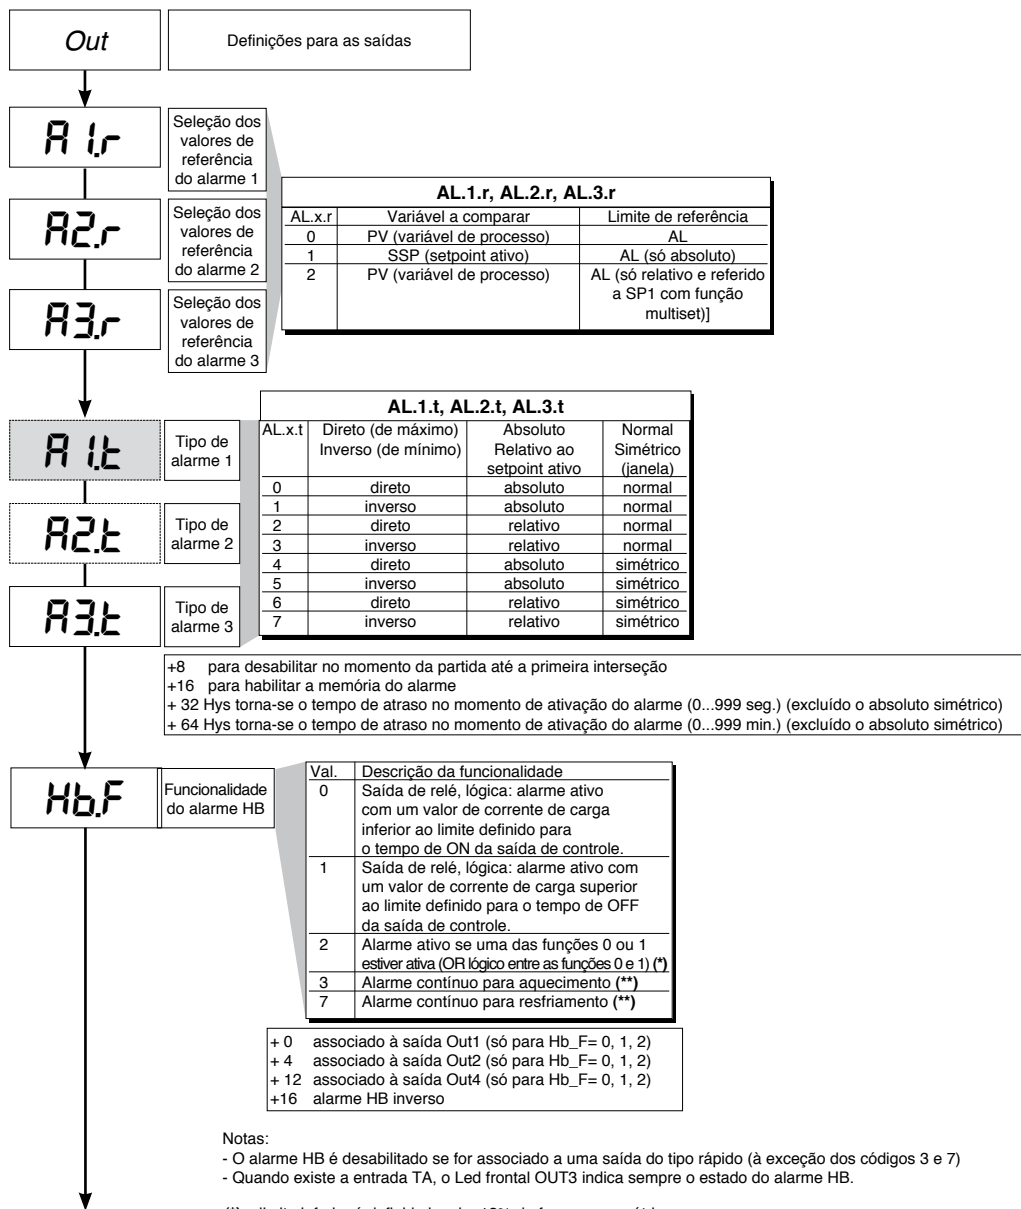 Out
Definições para as saídas
A1.r
Seleção dos
valores de
referência
do alarme 1
A2.r
Seleção dos
valores de
referência
do alarme 2
A3.r
Seleção dos
valores de
referência
do alarme 3
AL.1.r, AL.2.r, AL.3.r
AL.x.r Variável a comparar Limite de referência
0 PV (variável de processo) AL
1 SSP (setpoint ativo) AL (só absoluto)
2 PV (variável de processo) AL (só relativo e referido
a SP1 com função
multiset)]
A1.t
Tipo de
alarme 1
A2.t
Tipo de
alarme 2
A3.t
Tipo de
alarme 3
AL.1.t, AL.2.t, AL.3.t
AL.x.t Direto (de máximo) Absoluto Normal
Inverso (de mínimo) Relativo ao Simétrico
setpoint ativo (janela)
0 direto absoluto normal
1 inverso absoluto normal
2 direto relativo normal
3 inverso relativo normal
4 direto absoluto simétrico
5 inverso absoluto simétrico
6 direto relativo simétrico
7 inverso relativo simétrico
+8 para desabilitar no momento da partida até a primeira interseção
+16 para habilitar a memória do alarme
+ 32 Hys torna-se o tempo de atraso no momento de ativação do alarme (0...999 seg.) (excluído o absoluto simétrico)
+ 64 Hys torna-se o tempo de atraso no momento de ativação do alarme (0...999 min.) (excluído o absoluto simétrico)
Hb.F
Funcionalidade
do alarme HB
Val. Descrição da funcionalidade
0 Saída de relé, lógica: alarme ativo
com um valor de corrente de carga
inferior ao limite definido para
o tempo de ON da saída de controle.
1 Saída de relé, lógica: alarme ativo com
um valor de corrente de carga superior
ao limite definido para o tempo de OFF
da saída de controle.
2 Alarme ativo se uma das funções 0 ou 1
estiver ativa (OR lógico entre as funções 0 e 1) (*)
3 Alarme contínuo para aquecimento (**)
7 Alarme contínuo para resfriamento (**)
+ 0 associado à saída Out1 (só para Hb_F= 0, 1, 2)
+ 4 associado à saída Out2 (só para Hb_F= 0, 1, 2)
+ 12 associado à saída Out4 (só para Hb_F= 0, 1, 2)
+16 alarme HB inverso
Notas:
- O alarme HB é desabilitado se for associado a uma saída do tipo rápido (à exceção dos códigos 3 e 7)
- Quando existe a entrada TA, o Led frontal OUT3 indica sempre o estado do alarme HB.